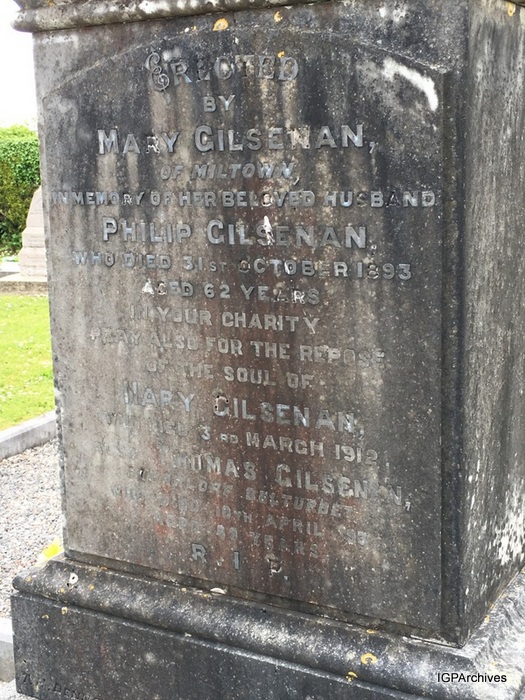 ERECTED
BY
MARY GILSENAN,
OF MILTOWN,
IN MEMORY OF HER BELOVED HUSBAND
PHILIP GILSENAN,
WHO DIED 31ST OCTOBER 1893
AGED 62 YEARS
IN YOUR CHARITY
PRAY ALSO FOR THE REPOSE
OF THE SOUL OF
MARY GILSENAN,
3RD MARCH 1912
THOMAS GILSENAN,
BELTURBET
10TH APRIL
YEARS
R.I.P.
IGPArchives